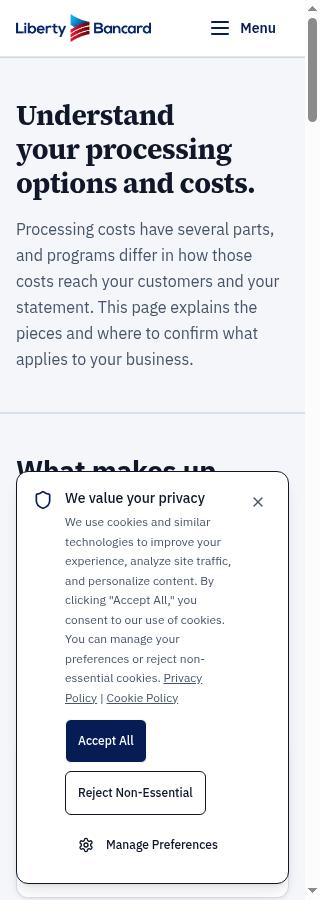 Liberty Bancard
Menu
Understand
your processing
options and costs.
Processing costs have several parts,
and programs differ in how those
costs reach your customers and your
statement. This page explains the
pieces and where to confirm what
applies to your business.
What makes up
We value your privacy
We use cookies and similar
technologies to improve your
experience, analyze site traffic,
and personalize content. By
clicking "Accept All," you
consent to our use of cookies.
You can manage your
preferences or reject non-
essential cookies. Privacy
Policy | Cookie Policy
Accept All
Reject Non-Essential
Manage Preferences